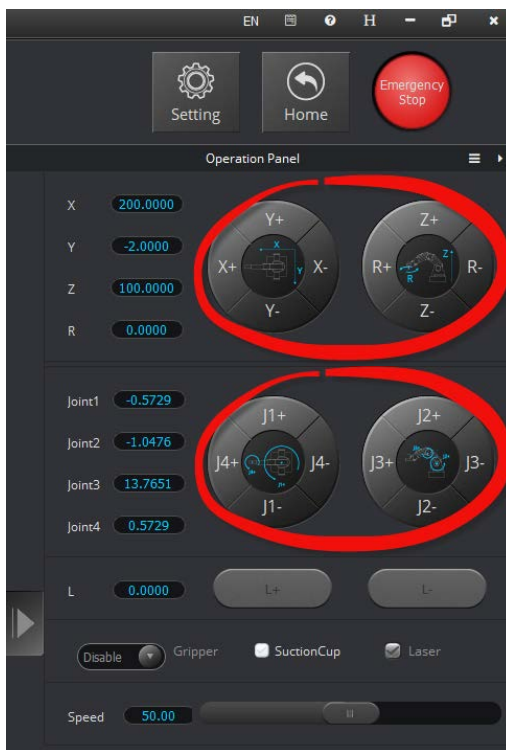 EN H
Setting Home Emergency
Stop
Operation Panel
X 200.0000
Y -2.0000
Z 100.0000
R 0.0000
Y+
X+ X-
Y-
X
Y
Z+
R+ R-
Z-
Z
R
Joint1 -0.5729
Joint2 -1.0476
Joint3 13.7651
Joint4 0.5729
J1+
J4+ J4-
J1-
J2+
J3+ J3-
J2-
L 0.0000 L+ L-
Disable Gripper SuctionCup Laser
Speed 50.00